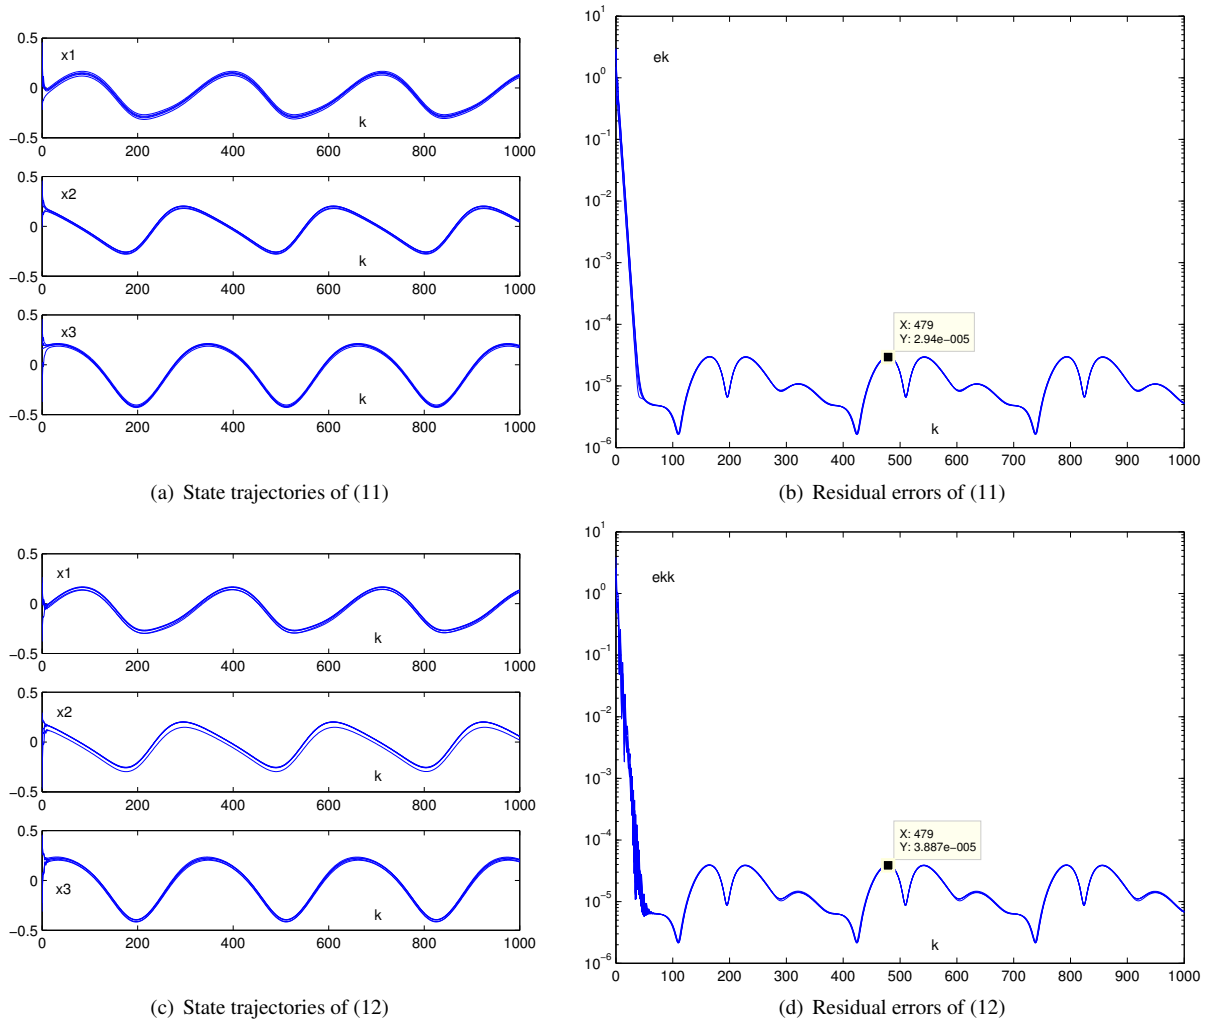 x1
k
0.5
0
−0.5
0 200 400 600 800 1000
x2
k
0.5
0
−0.5
0 200 400 600 800 1000
x3
k
0.5
0
−0.5
0 200 400 600 800 1000
(a) State trajectories of (11)
10^1
10^0
10^−1
10^−2
10^−3
10^−4
10^−5
10^−6
ek
X: 479
Y: 2.94e−005
k
0 100 200 300 400 500 600 700 800 900 1000
(b) Residual errors of (11)
x1
k
0.5
0
−0.5
0 200 400 600 800 1000
x2
k
0.5
0
−0.5
0 200 400 600 800 1000
x3
k
0.5
0
−0.5
0 200 400 600 800 1000
(c) State trajectories of (12)
10^1
10^0
10^−1
10^−2
10^−3
10^−4
10^−5
10^−6
ekk
X: 479
Y: 3.887e−005
k
0 100 200 300 400 500 600 700 800 900 1000
(d) Residual errors of (12)